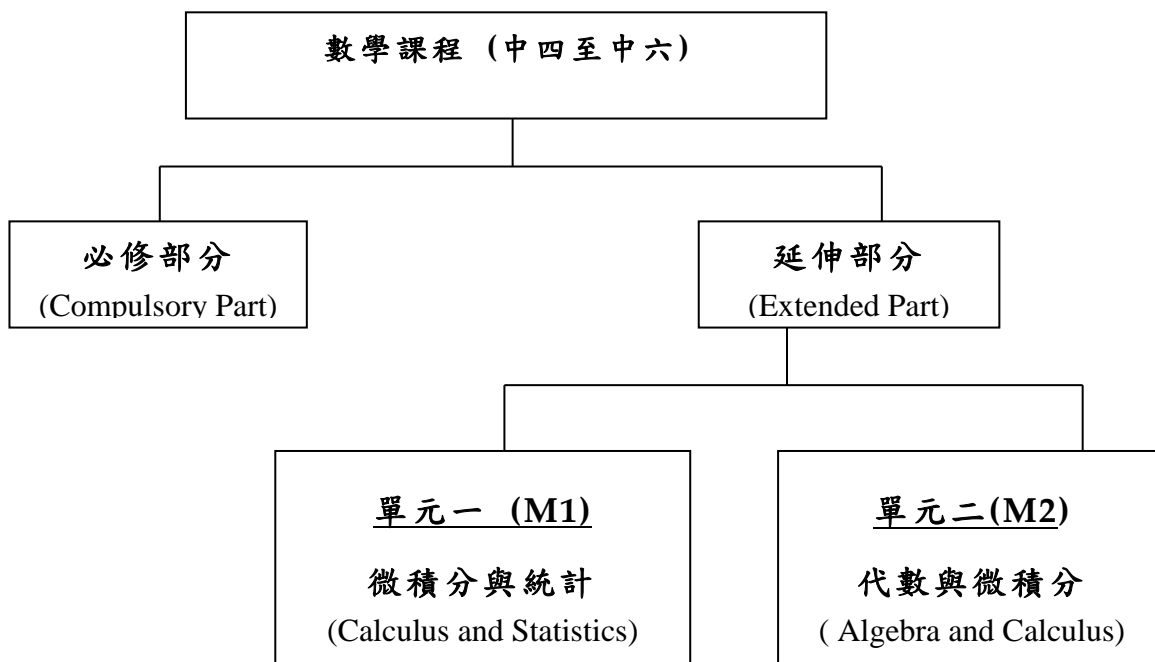 數學課程 (中四至中六)
必修部分
(Compulsory Part)
延伸部分
(Extended Part)
單元一 (M1)
微積分與統計
(Calculus and Statistics)
單元二(M2)
代數與微積分
( Algebra and Calculus)